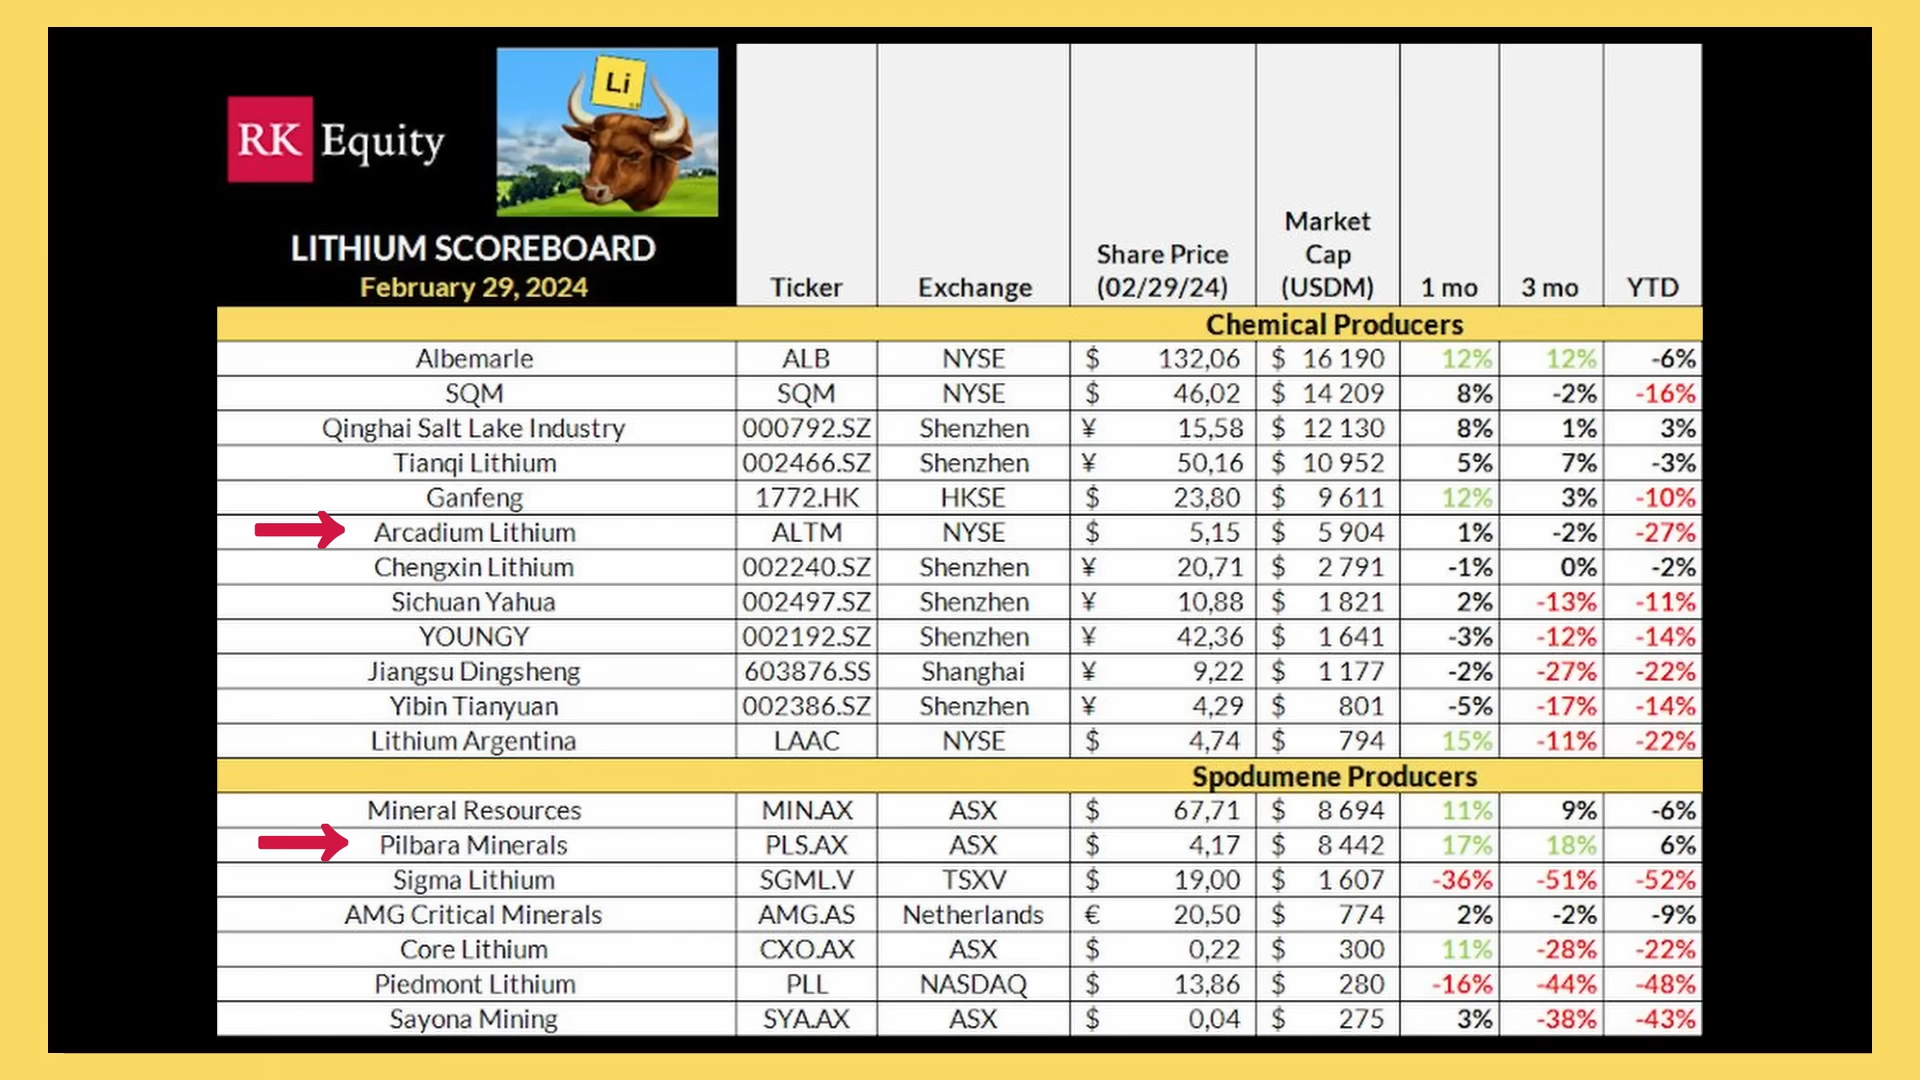 Li
RK Equity
LITHIUM SCOREBOARD
February 29, 2024
Ticker Exchange Share Price (02/29/24) Market Cap (USDM) 1 mo 3 mo YTD
Chemical Producers
Albemarle ALB NYSE $ 132,06 $ 16 190 12% 12% -6%
SQM SQM NYSE $ 46,02 $ 14 209 8% -2% -16%
Qinghai Salt Lake Industry 000792.SZ Shenzhen ¥ 15,58 $ 12 130 8% 1% 3%
Tianqi Lithium 002466.SZ Shenzhen ¥ 50,16 $ 10 952 5% 7% -3%
Ganfeng 1772.HK HKSE $ 23,80 $ 9 611 12% 3% -10%
Arcadium Lithium ALTM NYSE $ 5,15 $ 5 904 1% -2% -27%
Chengxin Lithium 002240.SZ Shenzhen ¥ 20,71 $ 2 791 -1% 0% -2%
Sichuan Yahua 002497.SZ Shenzhen ¥ 10,88 $ 1 821 2% -13% -11%
YOUNGY 002192.SZ Shenzhen ¥ 42,36 $ 1 641 -3% -12% -14%
Jiangsu Dingsheng 603876.SS Shanghai ¥ 9,22 $ 1 177 -2% -27% -22%
Yibin Tianyuan 002386.SZ Shenzhen ¥ 4,29 $ 801 -5% -17% -14%
Lithium Argentina LAAC NYSE $ 4,74 $ 794 15% -11% -22%
Spodumene Producers
Mineral Resources MIN.AX ASX $ 67,71 $ 8 694 11% 9% -6%
Pilbara Minerals PLS.AX ASX $ 4,17 $ 8 442 17% 18% 6%
Sigma Lithium SGML.V TSXV $ 19,00 $ 1 607 -36% -51% -52%
AMG Critical Minerals AMG.AS Netherlands € 20,50 $ 774 2% -2% -9%
Core Lithium CXO.AX ASX $ 0,22 $ 300 11% -28% -22%
Piedmont Lithium PLL NASDAQ $ 13,86 $ 280 -16% -44% -48%
Sayona Mining SYA.AX ASX $ 0,04 $ 275 3% -38% -43%